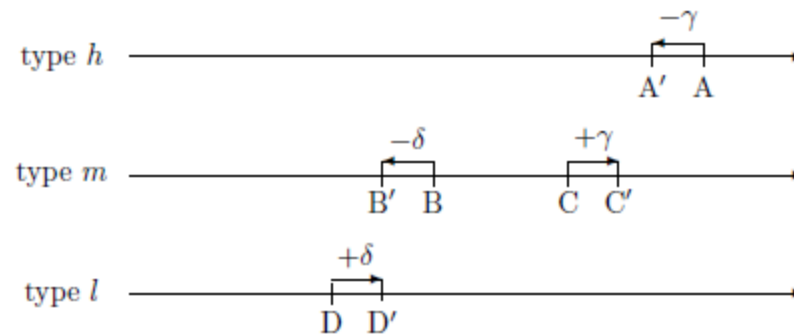 −γ
type h
A′ A
−δ +γ
type m
B′ B C C′
+δ
type l
D D′